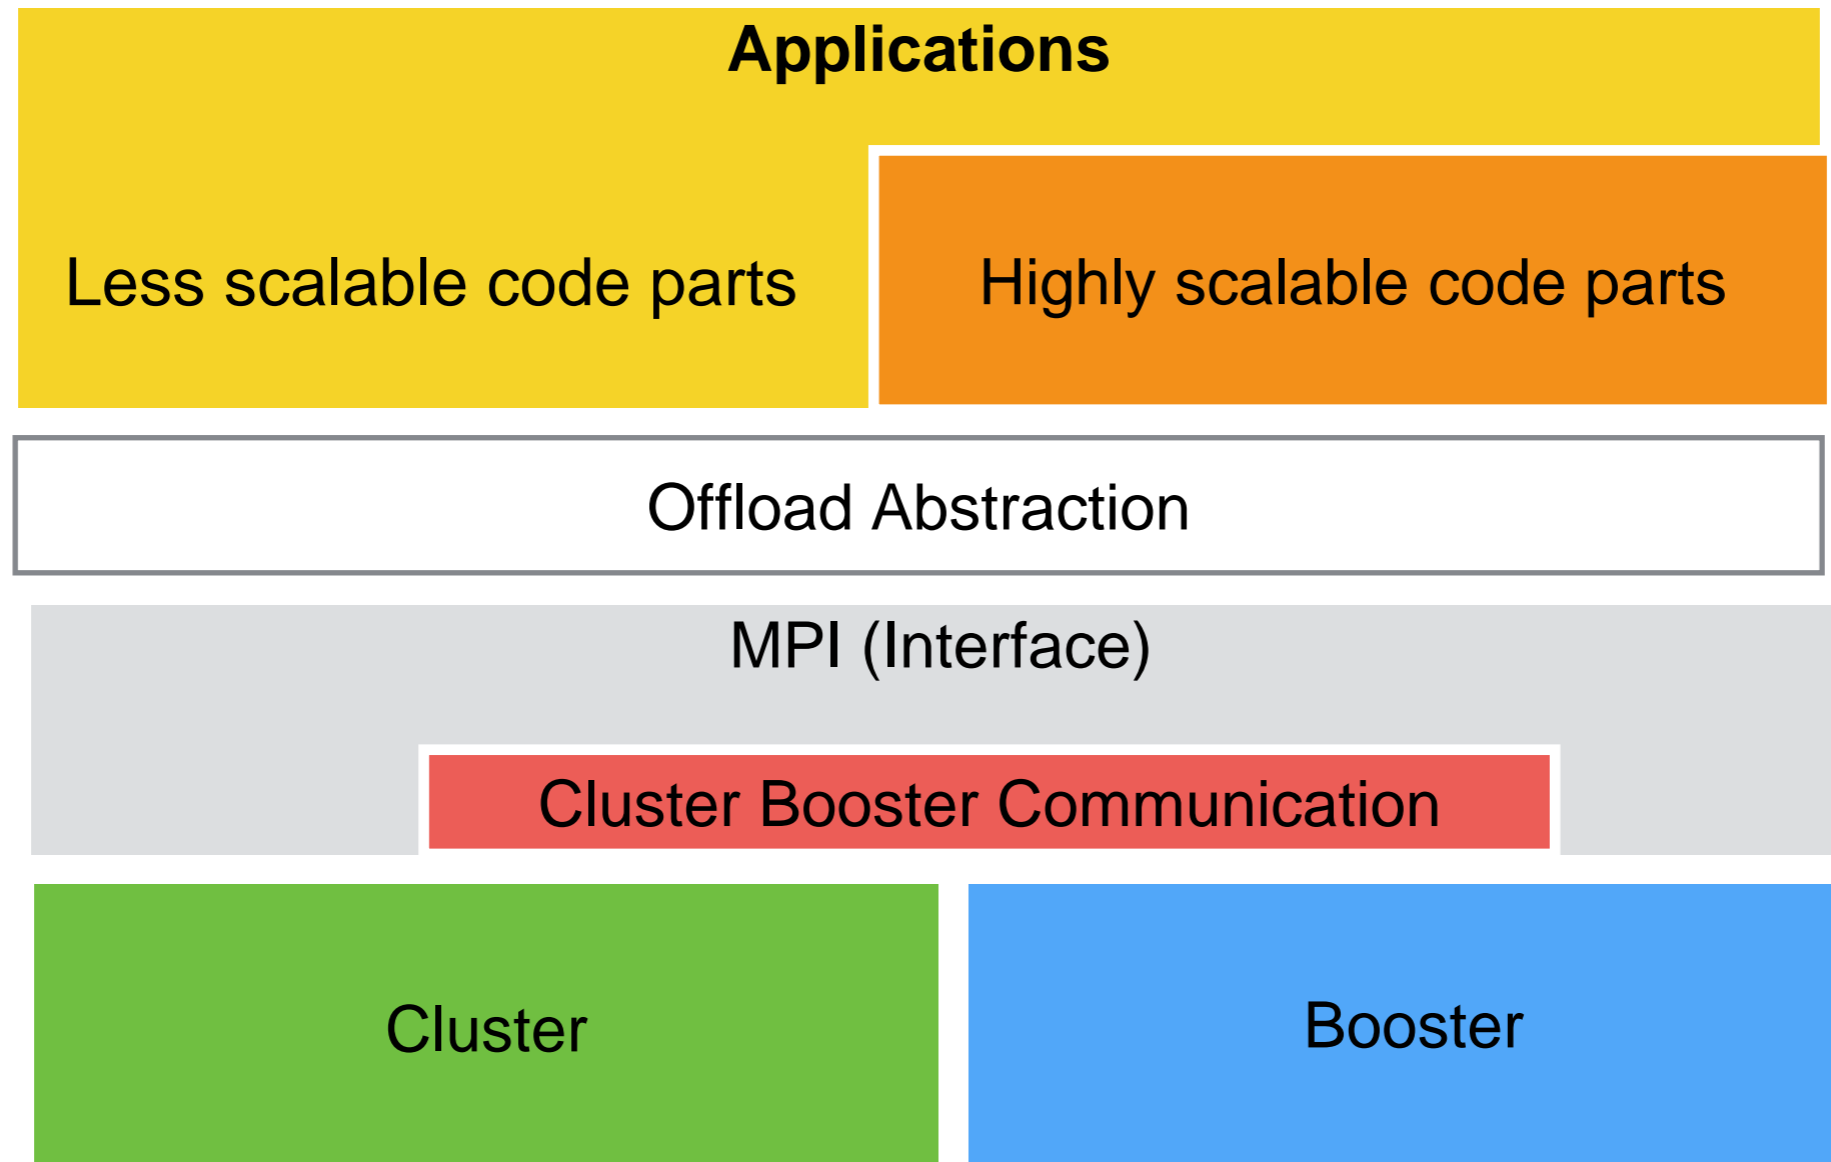 Applications
Less scalable code parts
Highly scalable code parts
Offload Abstraction
MPI (Interface)
Cluster Booster Communication
Cluster
Booster